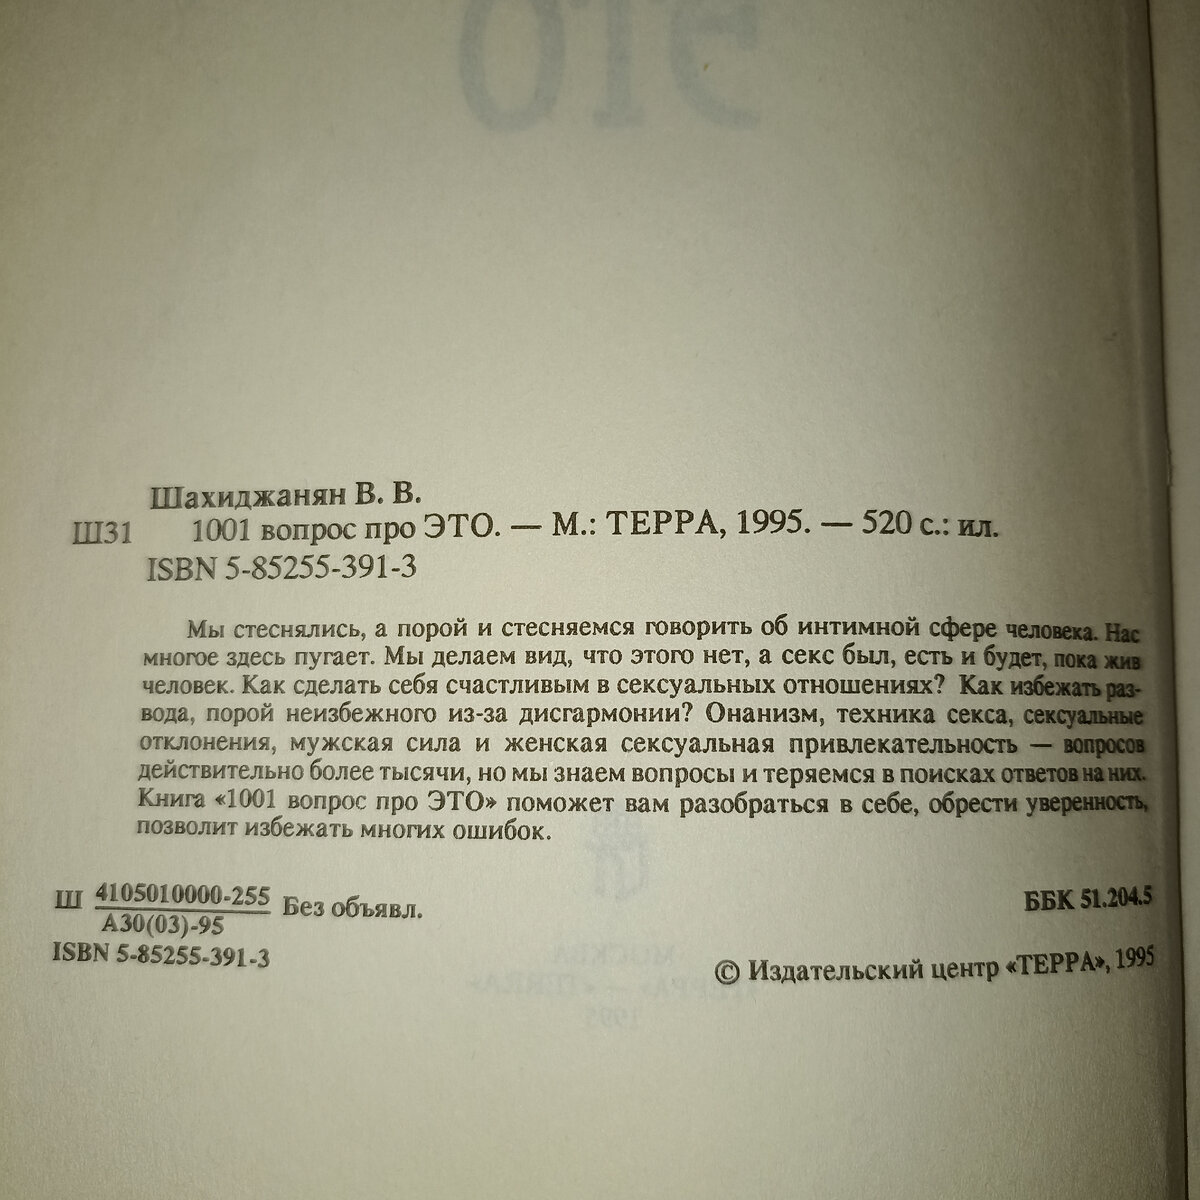 ЭТО
Шахиджанян В. В.
Ш31 1001 вопрос про ЭТО. — М.: ТЕРРА, 1995. — 520 с.: ил.
ISBN 5-85255-391-3
Мы стеснялись, а порой и стесняемся говорить об интимной сфере человека. Нас
многое здесь пугает. Мы делаем вид, что этого нет, а секс был, есть и будет, пока жив
человек. Как сделать себя счастливым в сексуальных отношениях? Как избежать раз-
вода, порой неизбежного из-за дисгармонии? Онанизм, техника секса, сексуальные
отклонения, мужская сила и женская сексуальная привлекательность — вопросов
действительно более тысячи, но мы знаем вопросы и теряемся в поисках ответов на них.
Книга «1001 вопрос про ЭТО» поможет вам разобраться в себе, обрести уверенность,
позволит избежать многих ошибок.
Ш 4105010000-255 Без объявл.
А30(03)-95
ББК 51.204.5
ISBN 5-85255-391-3
© Издательский центр «ТЕРРА», 1995
1995